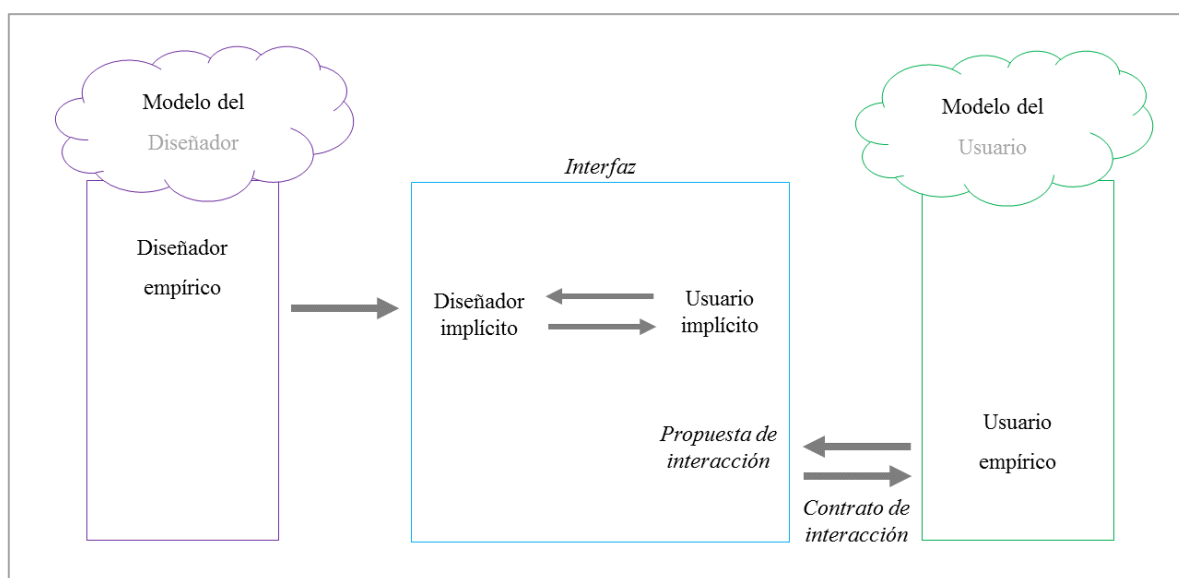 Modelo del
Diseñador
Diseñador
empírico
Interfaz
Diseñador
implícito
Usuario
implícito
Propuesta de
interacción
Contrato de
interacción
Modelo del
Usuario
Usuario
empírico